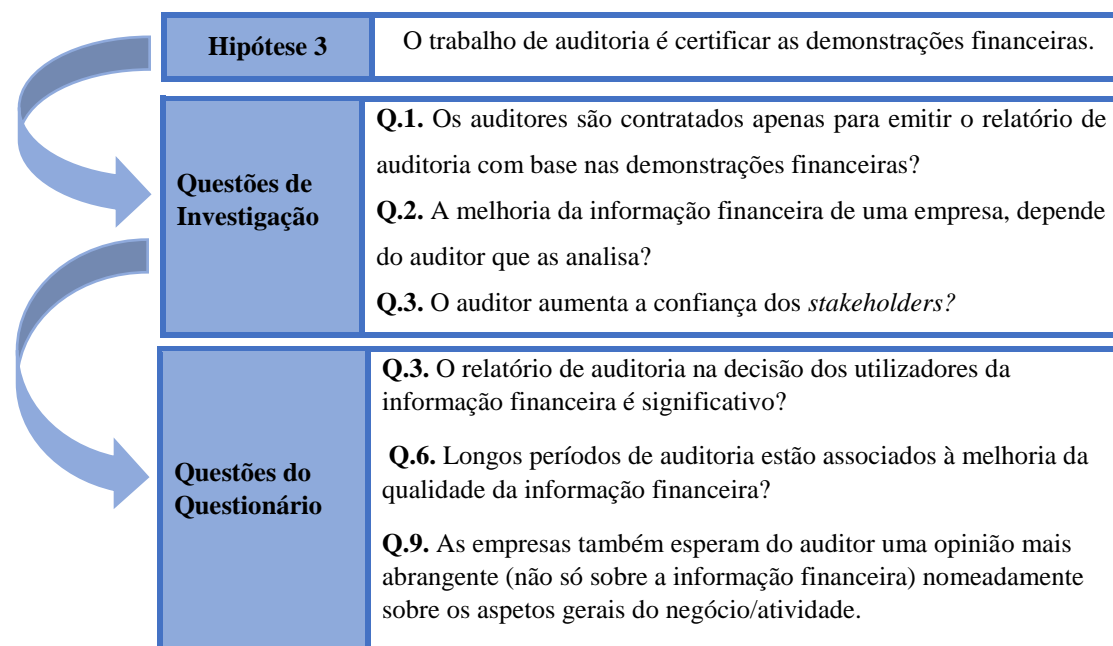 Hipótese 3
O trabalho de auditoria é certificar as demonstrações financeiras.
Questões de
Investigação
Q.1. Os auditores são contratados apenas para emitir o relatório de
auditoria com base nas demonstrações financeiras?
Q.2. A melhoria da informação financeira de uma empresa, depende
do auditor que as analisa?
Q.3. O auditor aumenta a confiança dos stakeholders?
Questões do
Questionário
Q.3. O relatório de auditoria na decisão dos utilizadores da
informação financeira é significativo?
Q.6. Longos períodos de auditoria estão associados à melhoria da
qualidade da informação financeira?
Q.9. As empresas também esperam do auditor uma opinião mais
abrangente (não só sobre a informação financeira) nomeadamente
sobre os aspetos gerais do negócio/atividade.